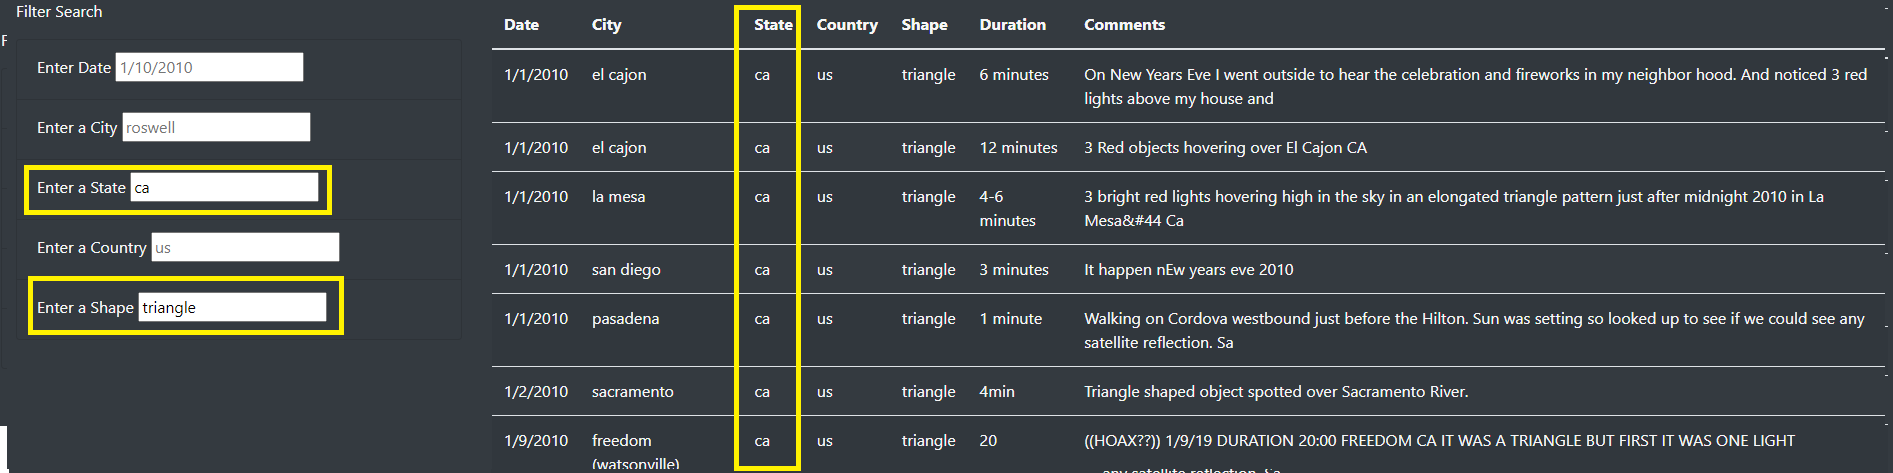 Filter Search
Enter Date 1/10/2010
Enter a City roswell
Enter a State ca
Enter a Country us
Enter a Shape triangle
Date City State Country Shape Duration Comments
1/1/2010 el cajon ca us triangle 6 minutes On New Years Eve I went outside to hear the celebration and fireworks in my neighbor hood. And noticed 3 red
lights above my house and
1/1/2010 el cajon ca us triangle 12 minutes 3 Red objects hovering over El Cajon CA
1/1/2010 la mesa ca us triangle 4-6 3 bright red lights hovering high in the sky in an elongated triangle pattern just after midnight 2010 in La
minutes Mesa&#44 Ca
1/1/2010 san diego ca us triangle 3 minutes It happen nEw years eve 2010
1/1/2010 pasadena ca us triangle 1 minute Walking on Cordova westbound just before the Hilton. Sun was setting so looked up to see if we could see any
satellite reflection. Sa
1/2/2010 sacramento ca us triangle 4min Triangle shaped object spotted over Sacramento River.
1/9/2010 freedom ca us triangle 20 ((HOAX??)) 1/9/19 DURATION 20:00 FREEDOM CA IT WAS A TRIANGLE BUT FIRST IT WAS ONE LIGHT
(watsonville) any satellite reflection. Sa